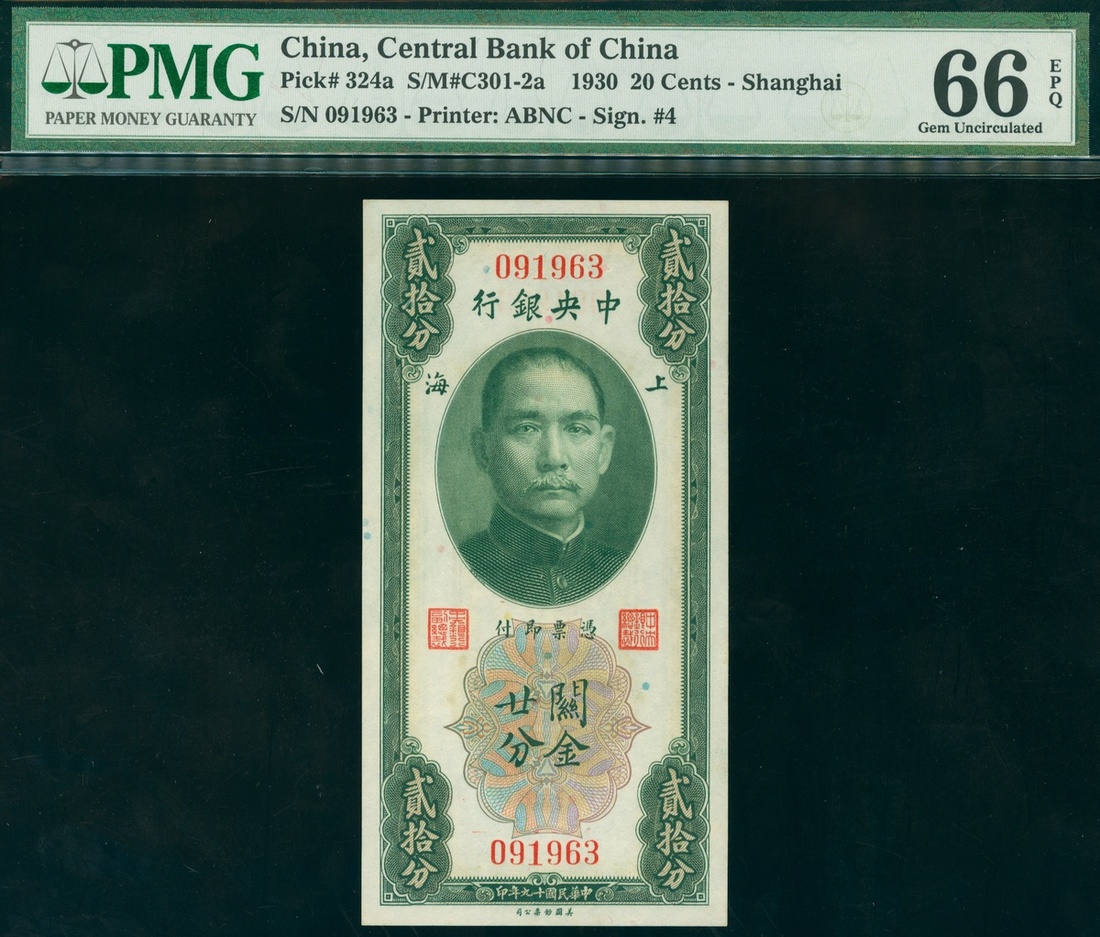 PMG
PAPER MONEY GUARANTY
China, Central Bank of China
Pick# 324a S/M#C301-2a 1930 20 Cents - Shanghai
S/N 091963 - Printer: ABNC - Sign. #4
66
EPQ
Gem Uncirculated
貳拾分
貳拾分
091963
行銀央中
海
上
付即票憑
關金
廿分
貳拾分
貳拾分
091963
印年九十國民華中
司公票鈔國美